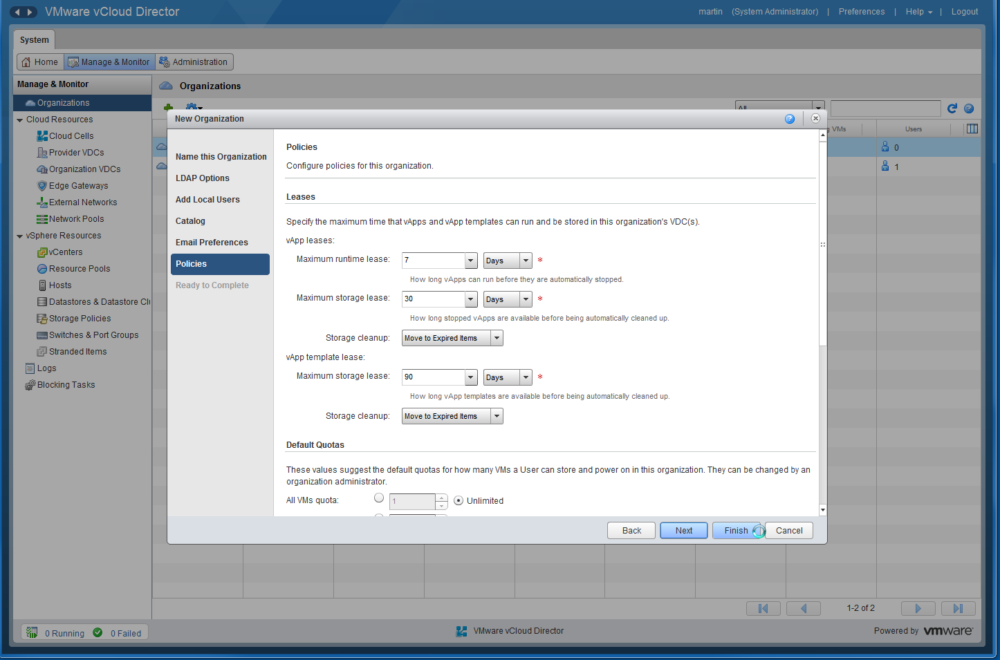 VMware vCloud Director
martin (System Administrator) | Preferences | Help | Logout
System
Home Manage & Monitor Administration
Manage & Monitor
Organizations
Cloud Resources
Cloud Cells
Provider VDCs
Organization VDCs
Edge Gateways
External Networks
Network Pools
vSphere Resources
vCenters
Resource Pools
Hosts
Datastores & Datastore Clu
Storage Policies
Switches & Port Groups
Stranded Items
Logs
Blocking Tasks
Organizations
All
VMs Users
0
1
New Organization
Name this Organization
LDAP Options
Add Local Users
Catalog
Email Preferences
Policies
Ready to Complete
Policies
Configure policies for this organization.
Leases
Specify the maximum time that vApps and vApp templates can run and be stored in this organization's VDC(s).
vApp leases:
Maximum runtime lease: 7 Days *
How long vApps can run before they are automatically stopped.
Maximum storage lease: 30 Days *
How long stopped vApps are available before being automatically cleaned up.
Storage cleanup: Move to Expired Items
vApp template lease:
Maximum storage lease: 90 Days *
How long vApp templates are available before being automatically cleaned up.
Storage cleanup: Move to Expired Items
Default Quotas
These values suggest the default quotas for how many VMs a User can store and power on in this organization. They can be changed by an
organization administrator.
All VMs quota: 1 Unlimited
Back Next Finish Cancel
1-2 of 2
0 Running 0 Failed
VMware vCloud Director
Powered by vmware